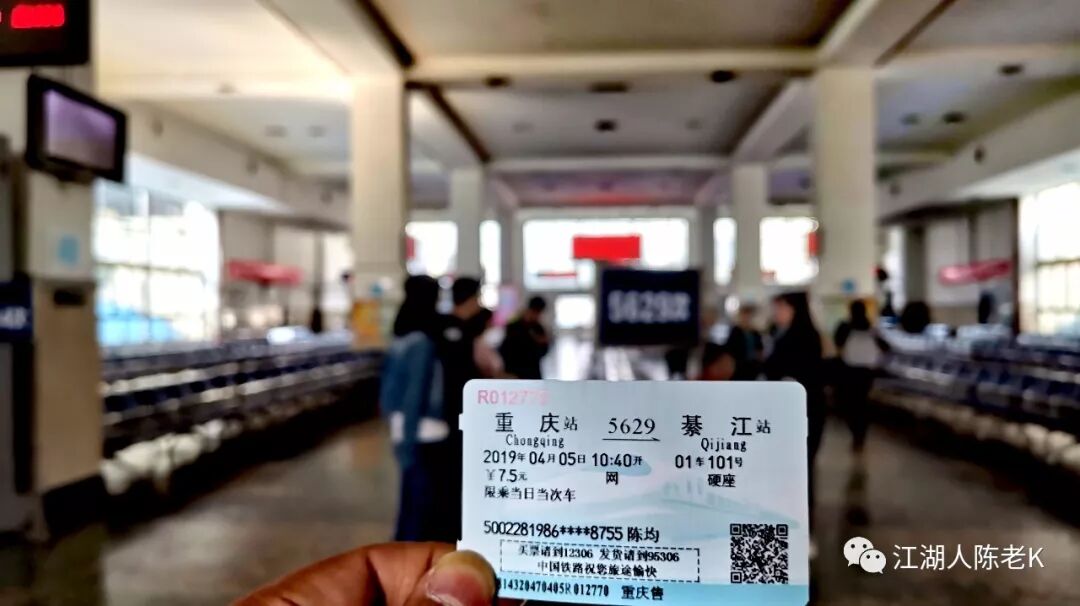 5629次
R012770
重庆站 5629 綦江站
Chongqing Qijiang
2019年04月05日10:40开 01车101号
￥7.5元 网 硬座
限乘当日当次车
5002281986****8755 陈均
买票请到12306 发货请到95306
中国铁路祝您旅途愉快
14320470405R012770 重庆售
江湖人陈老K